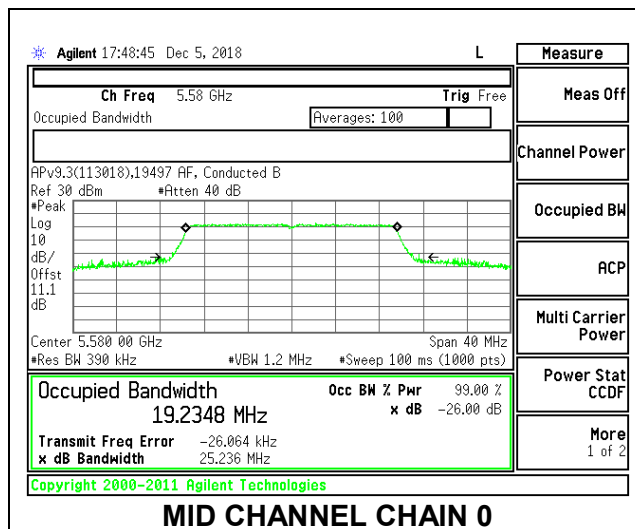 Agilent 17:48:45 Dec 5, 2018 L
Measure
Ch Freq 5.58 GHz Trig Free
Meas Off
Occupied Bandwidth Averages: 100
Channel Power
APv9.3(113018),19497 AF, Conducted B
Ref 30 dBm #Atten 40 dB
#Peak
Log
10
dB/
Offst
11.1
dB
Occupied BW
ACP
Center 5.580 00 GHz Span 40 MHz
#Res BW 390 kHz #VBW 1.2 MHz #Sweep 100 ms (1000 pts)
Multi Carrier
Power
Occupied Bandwidth Occ BW % Pwr 99.00 %
19.2348 MHz x dB -26.00 dB
Power Stat
CCDF
Transmit Freq Error -26.064 kHz
x dB Bandwidth 25.236 MHz
More
1 of 2
Copyright 2000-2011 Agilent Technologies
MID CHANNEL CHAIN 0